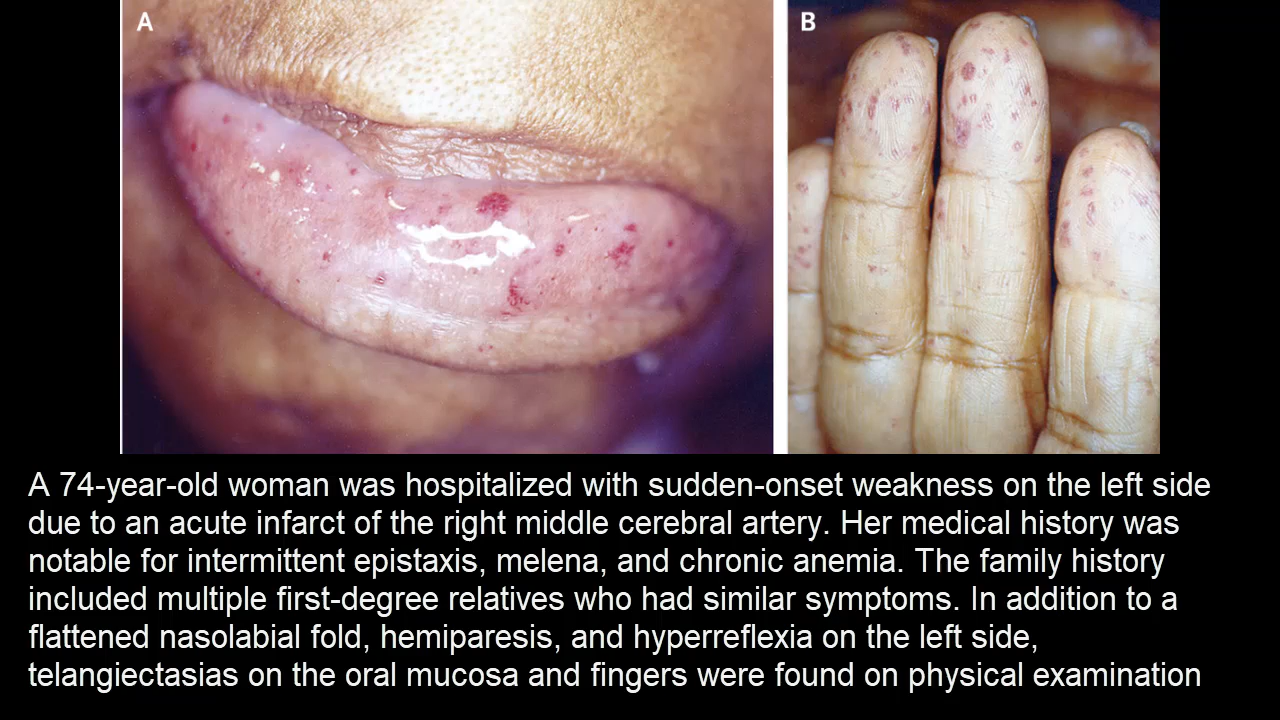 A
B
A 74-year-old woman was hospitalized with sudden-onset weakness on the left side
due to an acute infarct of the right middle cerebral artery. Her medical history was
notable for intermittent epistaxis, melena, and chronic anemia. The family history
included multiple first-degree relatives who had similar symptoms. In addition to a
flattened nasolabial fold, hemiparesis, and hyperreflexia on the left side,
telangiectasias on the oral mucosa and fingers were found on physical examination